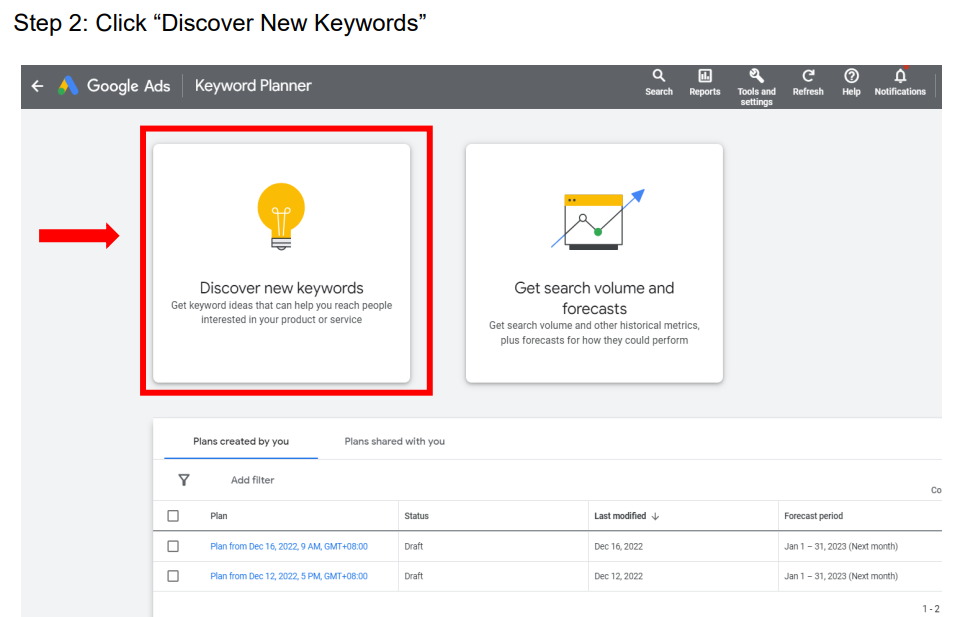 Step 2: Click “Discover New Keywords”
Google Ads
Keyword Planner
Search
Reports
Tools and
settings
Refresh
Help
Notifications
Discover new keywords
Get keyword ideas that can help you reach people
interested in your product or service
Get search volume and
forecasts
Get search volume and other historical metrics,
plus forecasts for how they could perform
Plans created by you
Plans shared with you
Add filter
Co
Plan
Status
Last modified
Forecast period
Plan from Dec 16, 2022, 9 AM, GMT+08:00
Draft
Dec 16, 2022
Jan 1 – 31, 2023 (Next month)
Plan from Dec 12, 2022, 5 PM, GMT+08:00
Draft
Dec 12, 2022
Jan 1 – 31, 2023 (Next month)
1 - 2